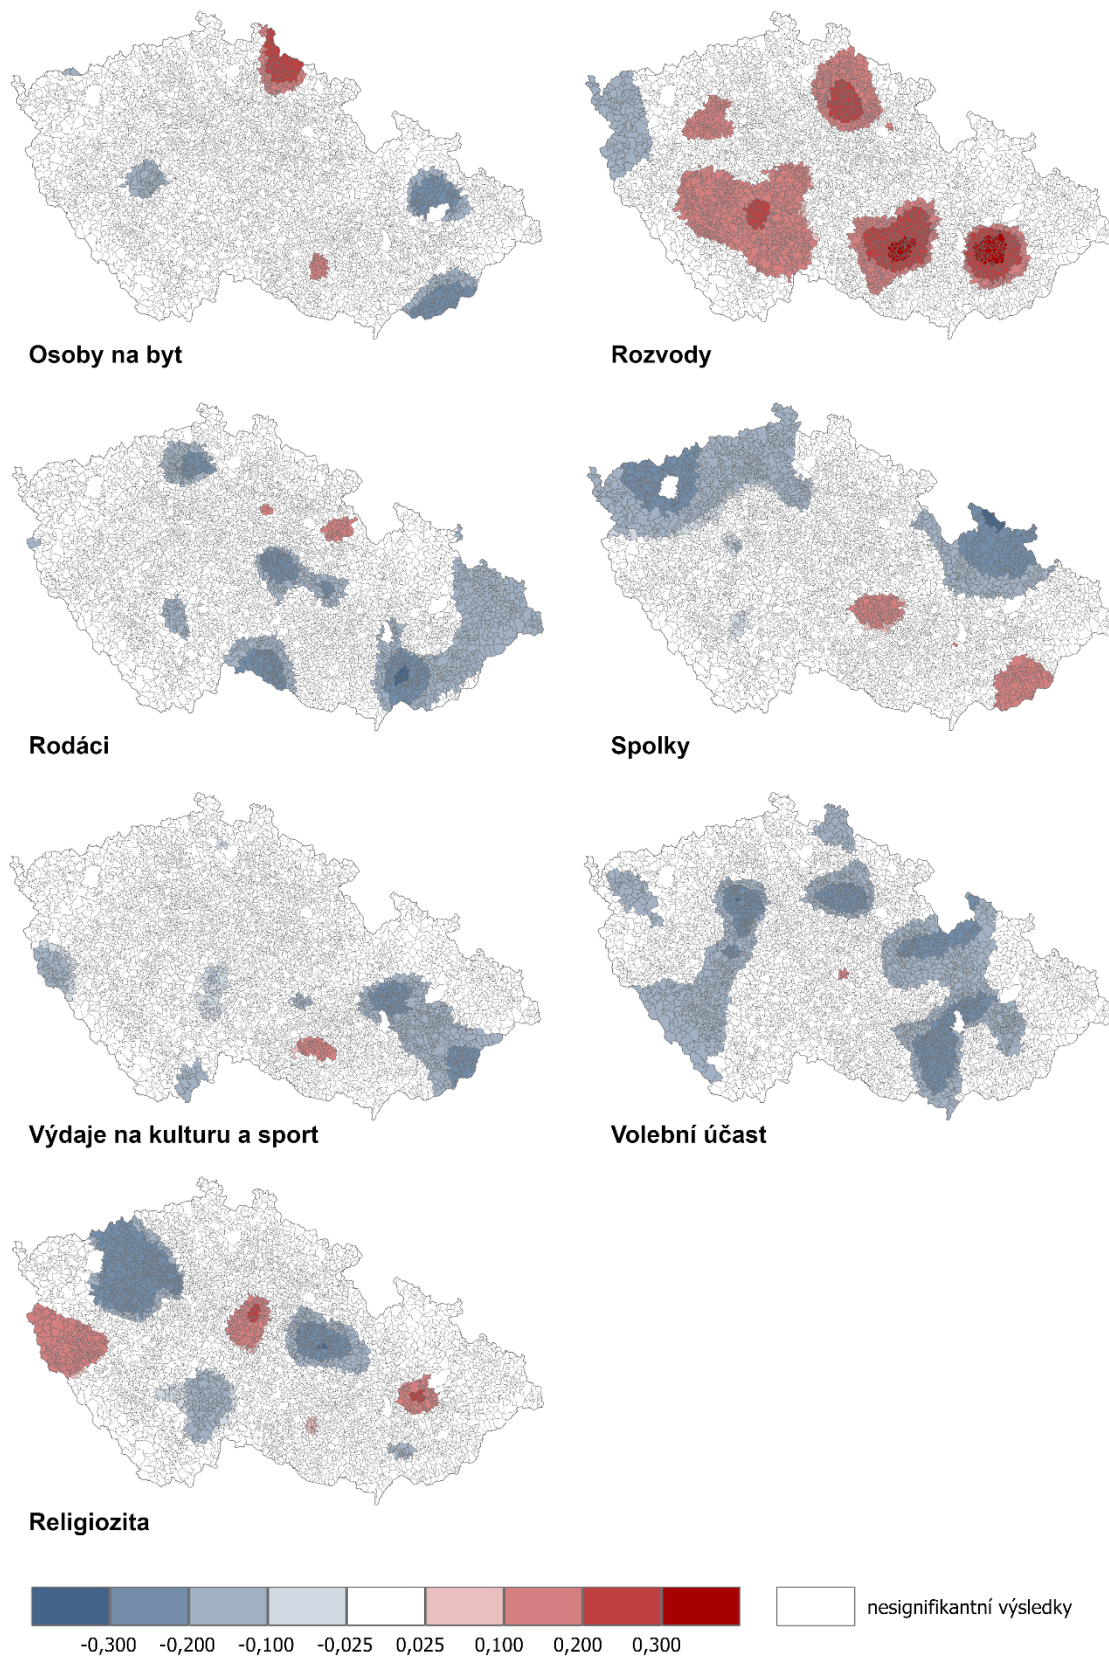 Osoby na byt
Rozvody
Rodáci
Spolky
Výdaje na kulturu a sport
Volební účast
Religiozita
nesignifikantní výsledky
-0,300 -0,200 -0,100 -0,025 0,025 0,100 0,200 0,300